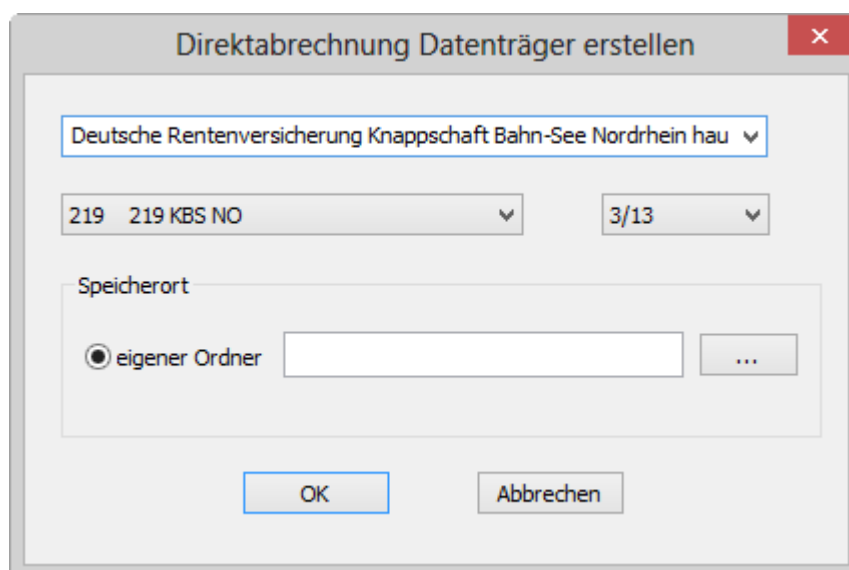 Direktabrechnung Datenträger erstellen
Deutsche Rentenversicherung Knappschaft Bahn-See Nordrhein hau
219 219 KBS NO 3/13
Speicherort
eigener Ordner ...
OK Abbrechen